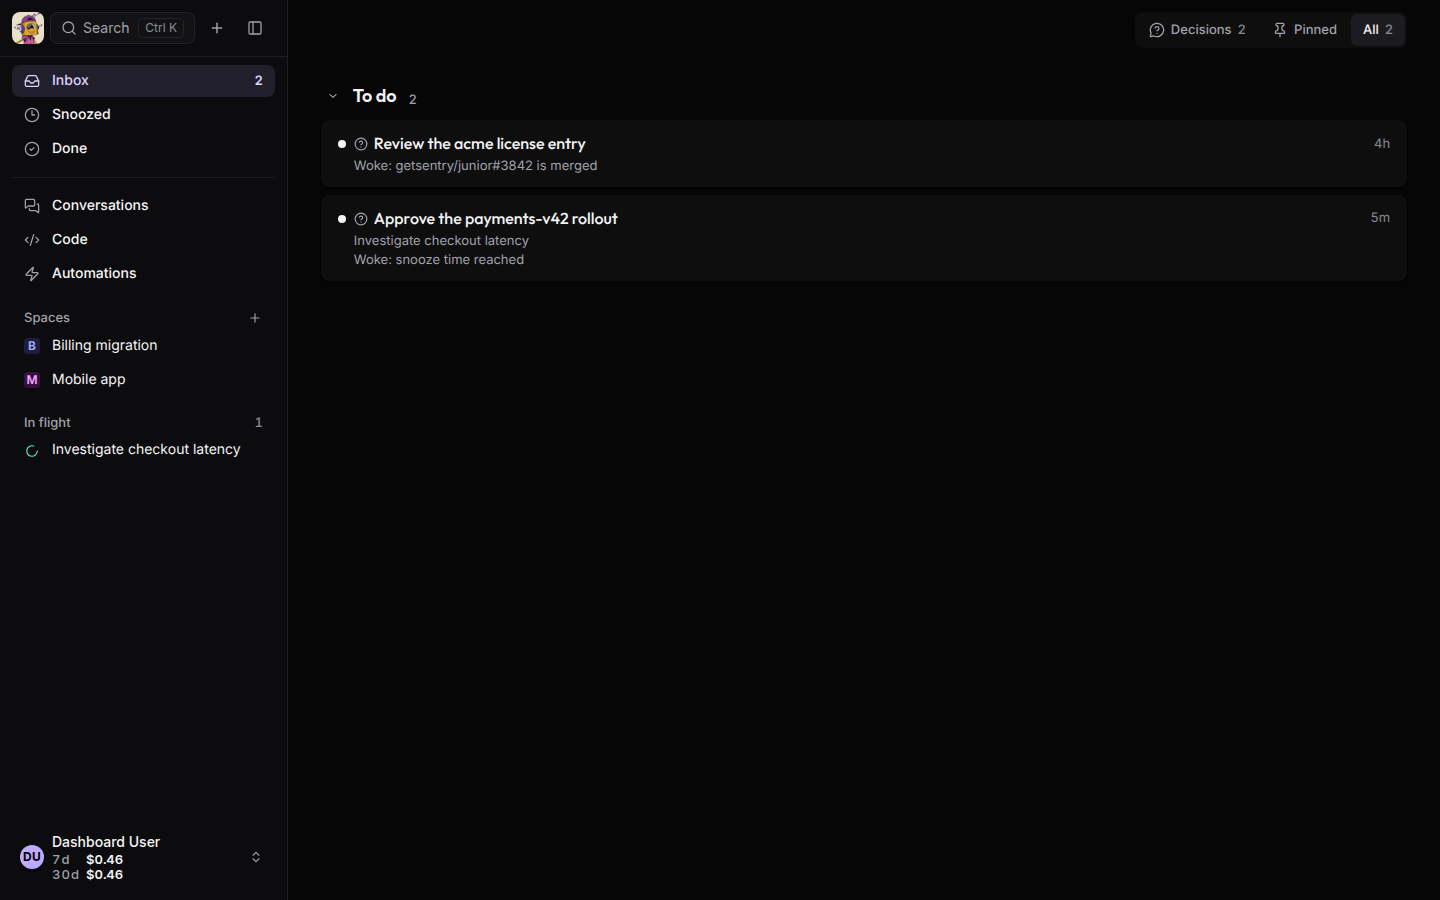 Search Ctrl K
Decisions 2
Pinned
All 2
Inbox 2
Snoozed
Done
Conversations
Code
Automations
Spaces
B Billing migration
M Mobile app
In flight 1
Investigate checkout latency
DU Dashboard User
7d $0.46
30d $0.46
To do 2
Review the acme license entry 4h
Woke: getsentry/junior#3842 is merged
Approve the payments-v42 rollout 5m
Investigate checkout latency
Woke: snooze time reached